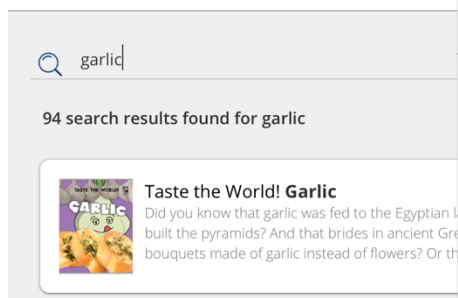 garlic
94 search results found for garlic
TASTE THE WORLD!
GARLIC
Taste the World! Garlic
Did you know that garlic was fed to the Egyptian
built the pyramids? And that brides in ancient
bouquets made of garlic instead of flowers? Or